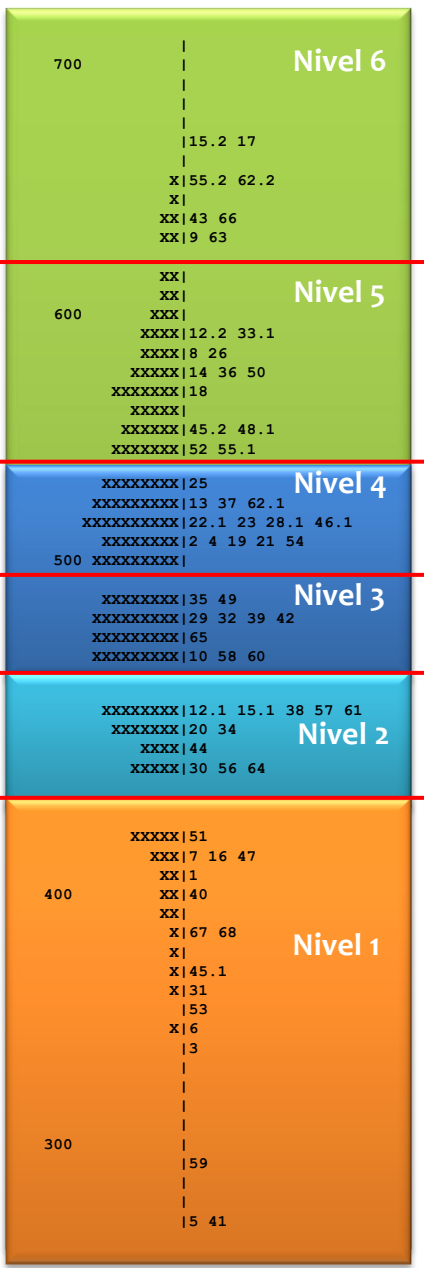 |
700 | Nivel 6
|
|
|
|15.2 17
|
X|55.2 62.2
X|
XX|43 66
XX|9 63
XX|
XX| Nivel 5
600 XXX|
XXXX|12.2 33.1
XXXX|8 26
XXXXX|14 36 50
XXXXXXX|18
XXXXX|
XXXXXX|45.2 48.1
XXXXXXX|52 55.1
XXXXXXXX|25 Nivel 4
XXXXXXXXX|13 37 62.1
XXXXXXXXXX|22.1 23 28.1 46.1
XXXXXXXX|2 4 19 21 54
500 XXXXXXXXX|
XXXXXXXX|35 49 Nivel 3
XXXXXXXXX|29 32 39 42
XXXXXX|65
XXXXXXXXX|10 58 60
XXXXXXXX|12.1 15.1 38 57 61
XXXXXXX|20 34 Nivel 2
XXXX|44
XXXXX|30 56 64
XXXXX|51
XXX|7 16 47
XX|1
400 XX|40
XX|
X|67 68
X| Nivel 1
X|45.1
X|31
|53
X|6
|3
|
|
|
|
300 |
|59
|
|
|5 41